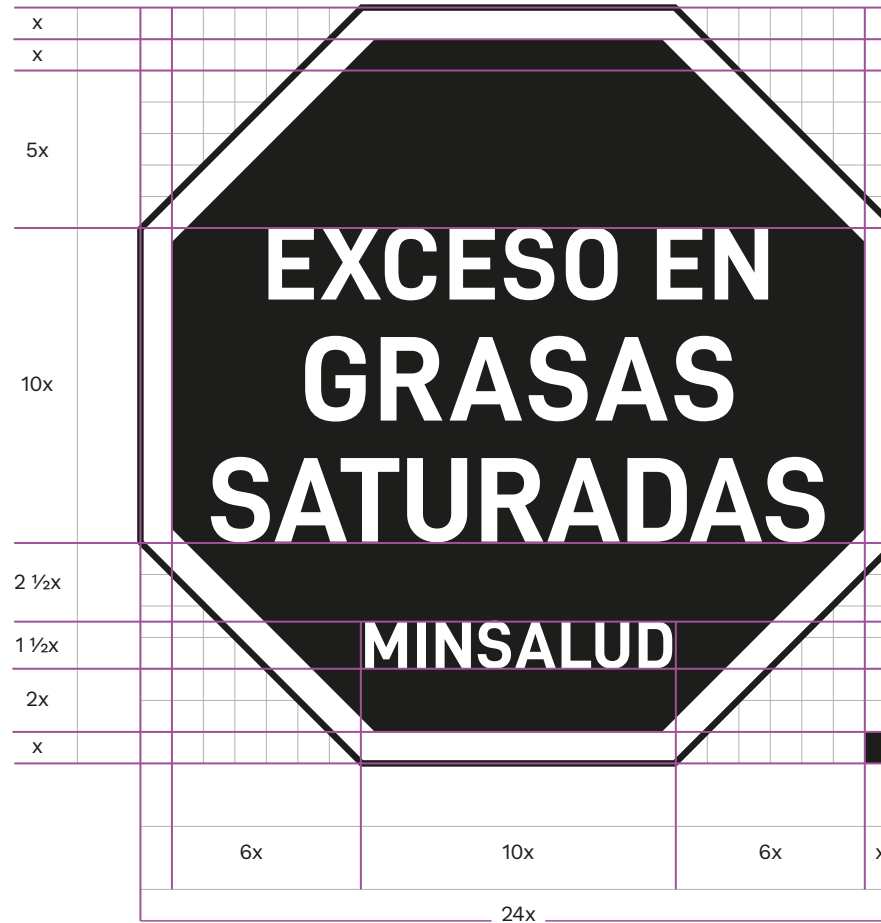 x
x
5x
EXCESO EN
10x
GRASAS
SATURADAS
2 ½x
MINSALUD
1 ½x
2x
x
6x 10x 6x x
24x